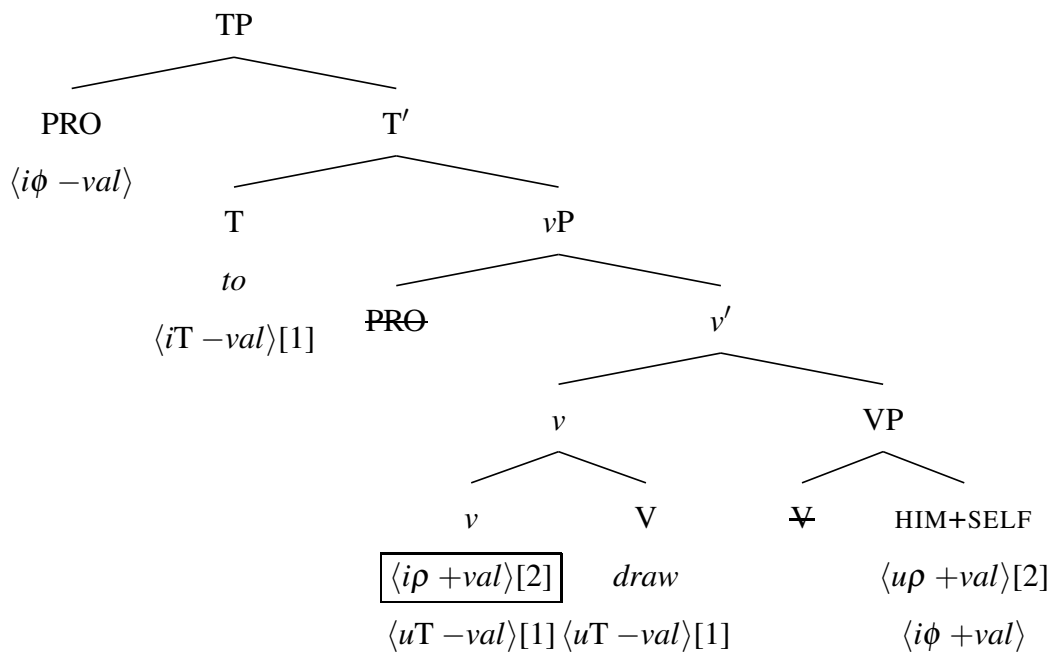 TP
PRO T′
⟨iϕ −val⟩
T vP
to
⟨iT −val⟩[1] PRO v′
v VP
v V V HIM+SELF
⟨iρ +val⟩[2] draw ⟨uρ +val⟩[2]
⟨uT −val⟩[1] ⟨uT −val⟩[1] ⟨iϕ +val⟩